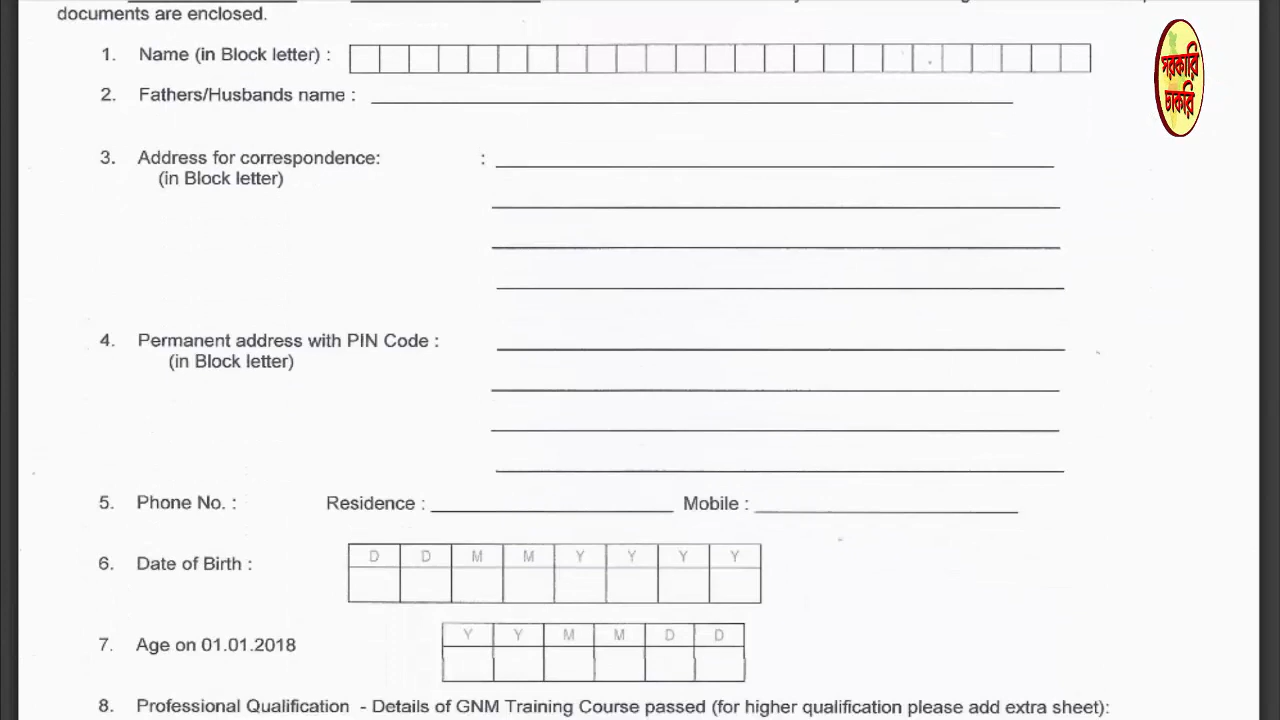 documents are enclosed.
1. Name (in Block letter) :
2. Fathers/Husbands name :
3. Address for correspondence: :
(in Block letter)
4. Permanent address with PIN Code :
(in Block letter)
5. Phone No. : Residence : Mobile :
D D M M Y Y Y Y
6. Date of Birth :
Y Y M M D D
7. Age on 01.01.2018
8. Professional Qualification - Details of GNM Training Course passed (for higher qualification please add extra sheet):
সরকারি
চাকরি